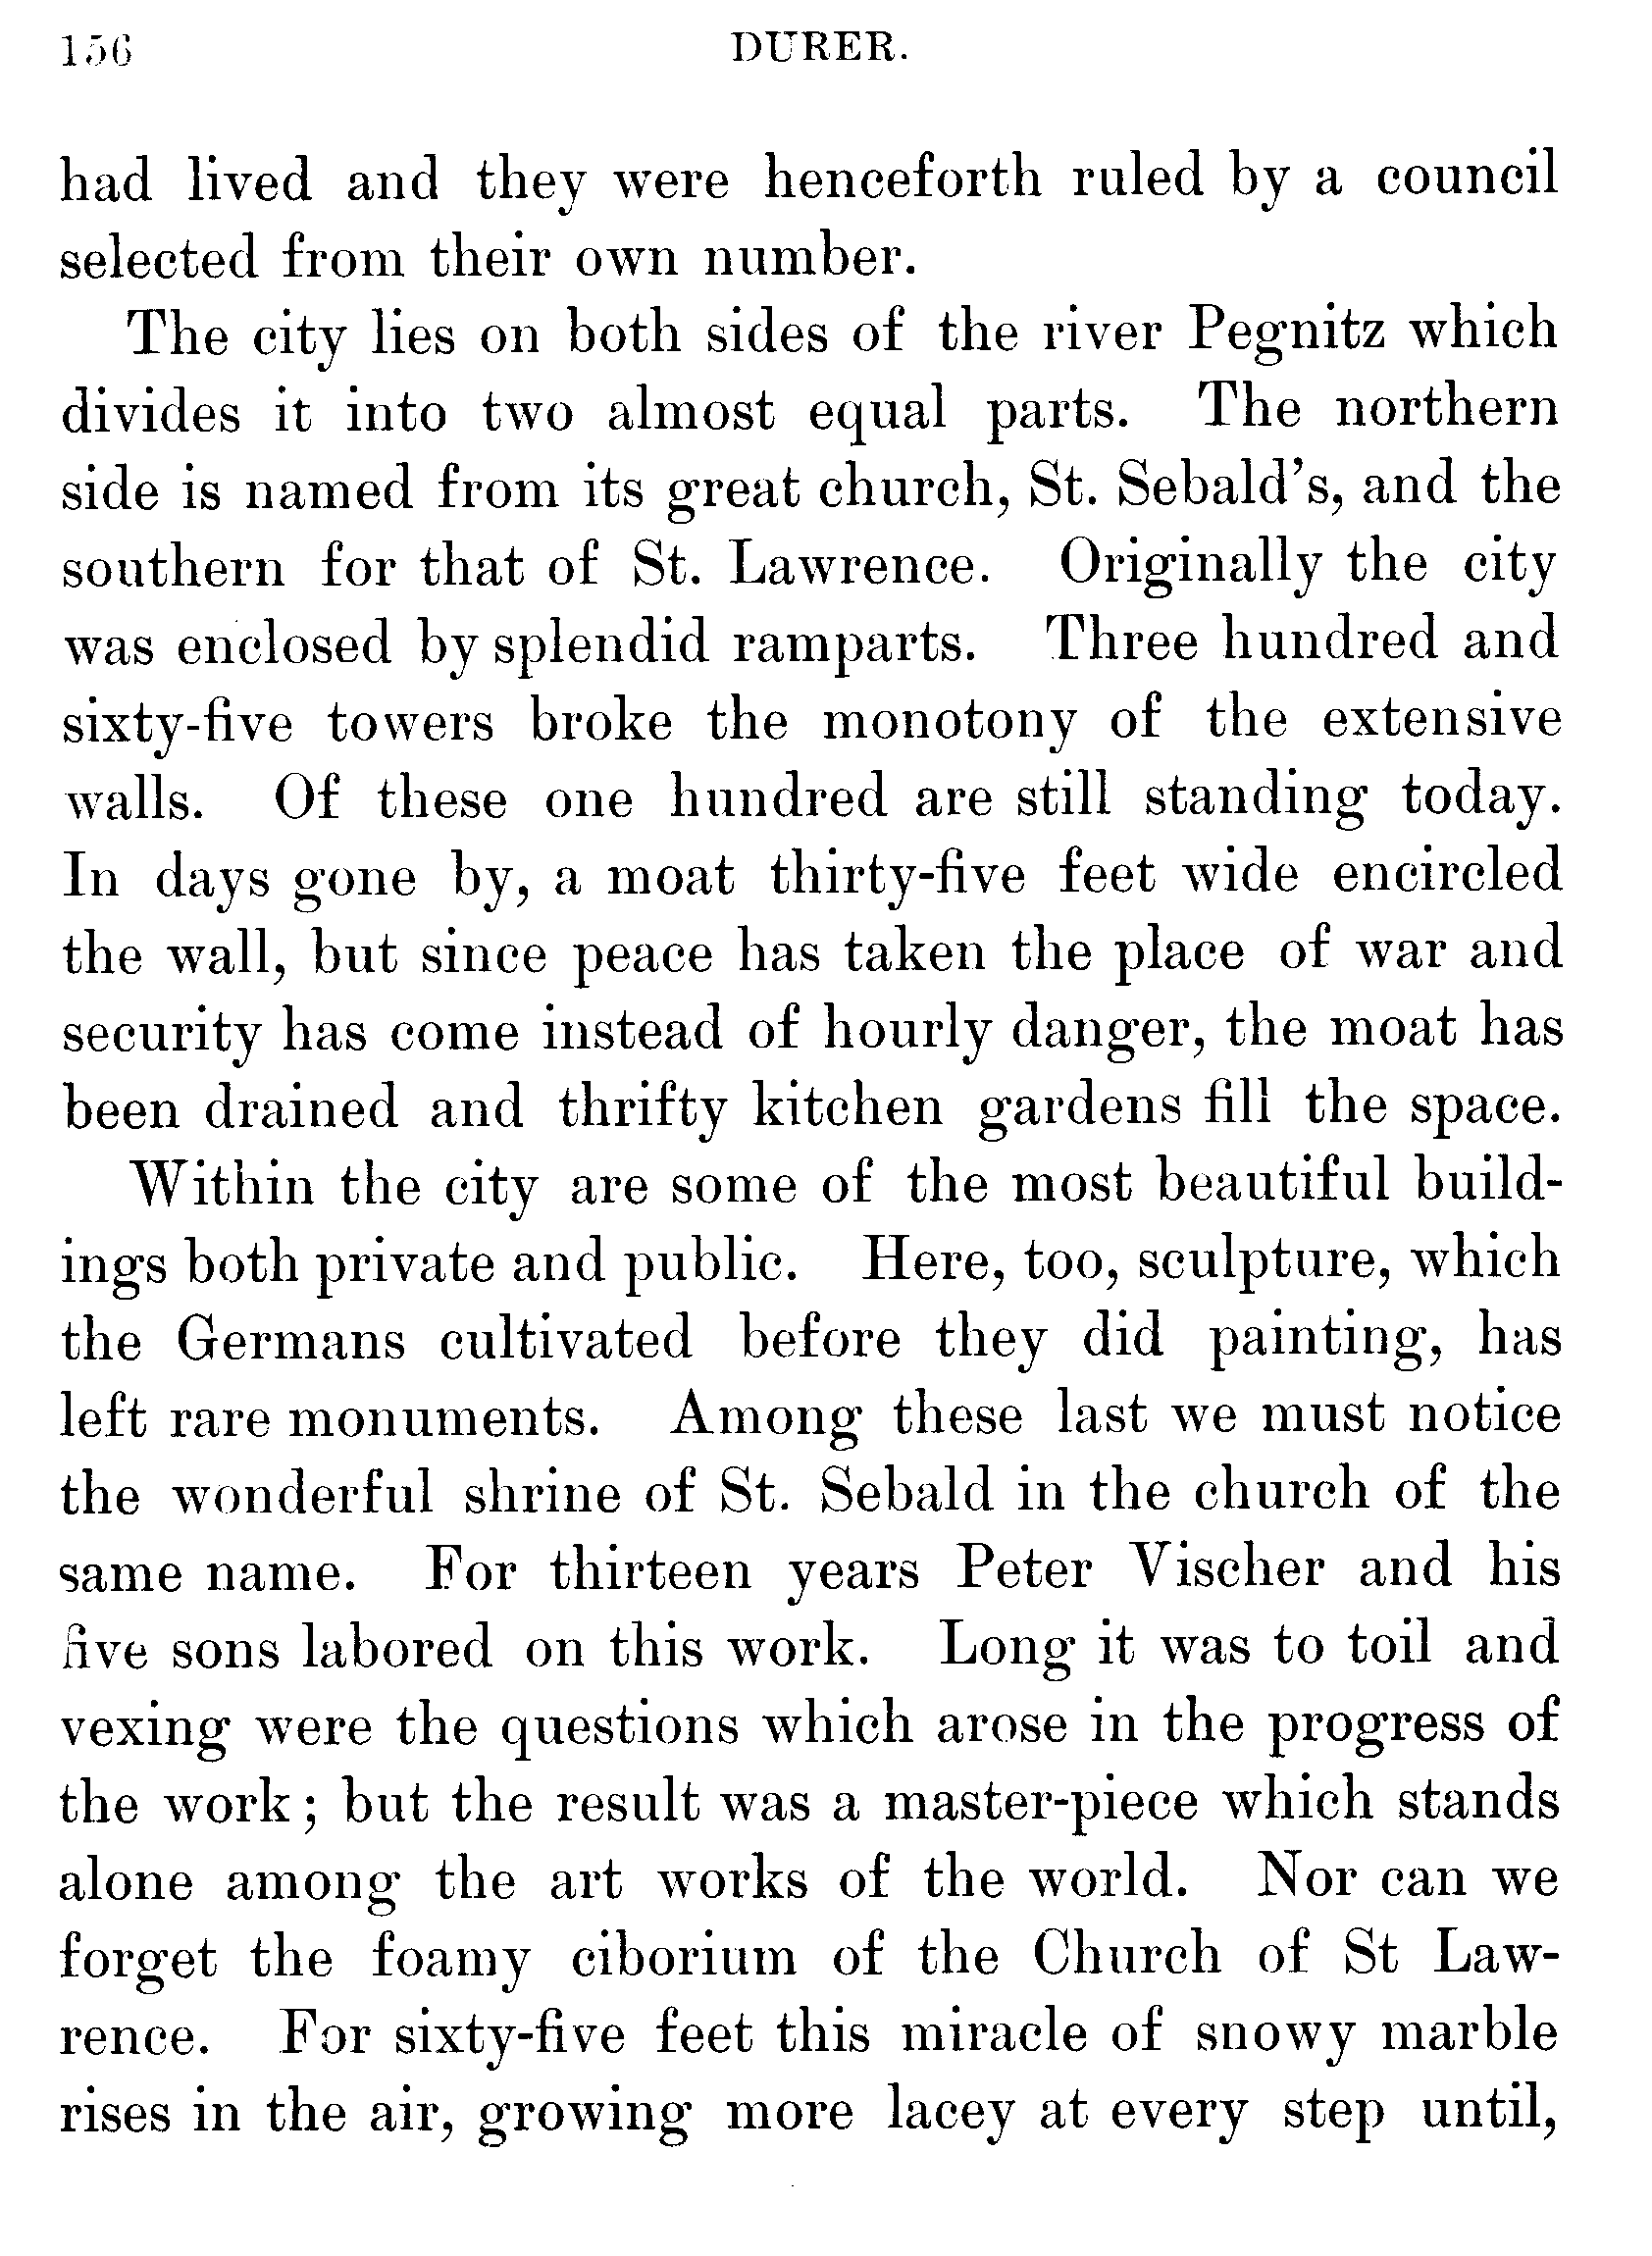 156
DURER.
had lived and they were henceforth ruled by a council
selected from their own number.
The city lies on both sides of the river Pegnitz which
divides it into two almost equal parts. The northern
side is named from its great church, St. Sebald's, and the
southern for that of St. Lawrence. Originally the city
was enclosed by splendid ramparts. Three hundred and
sixty-five towers broke the monotony of the extensive
walls. Of these one hundred are still standing today.
In days gone by, a moat thirty-five feet wide encircled
the wall, but since peace has taken the place of war and
security has come instead of hourly danger, the moat has
been drained and thrifty kitchen gardens fill the space.
Within the city are some of the most beautiful build-
ings both private and public. Here, too, sculpture, which
the Germans cultivated before they did painting, has
left rare monuments. Among these last we must notice
the wonderful shrine of St. Sebald in the church of the
same name. For thirteen years Peter Vischer and his
five sons labored on this work. Long it was to toil and
vexing were the questions which arose in the progress of
the work; but the result was a master-piece which stands
alone among the art works of the world. Nor can we
forget the foamy ciborium of the Church of St Law-
rence. For sixty-five feet this miracle of snowy marble
rises in the air, growing more lacey at every step until,